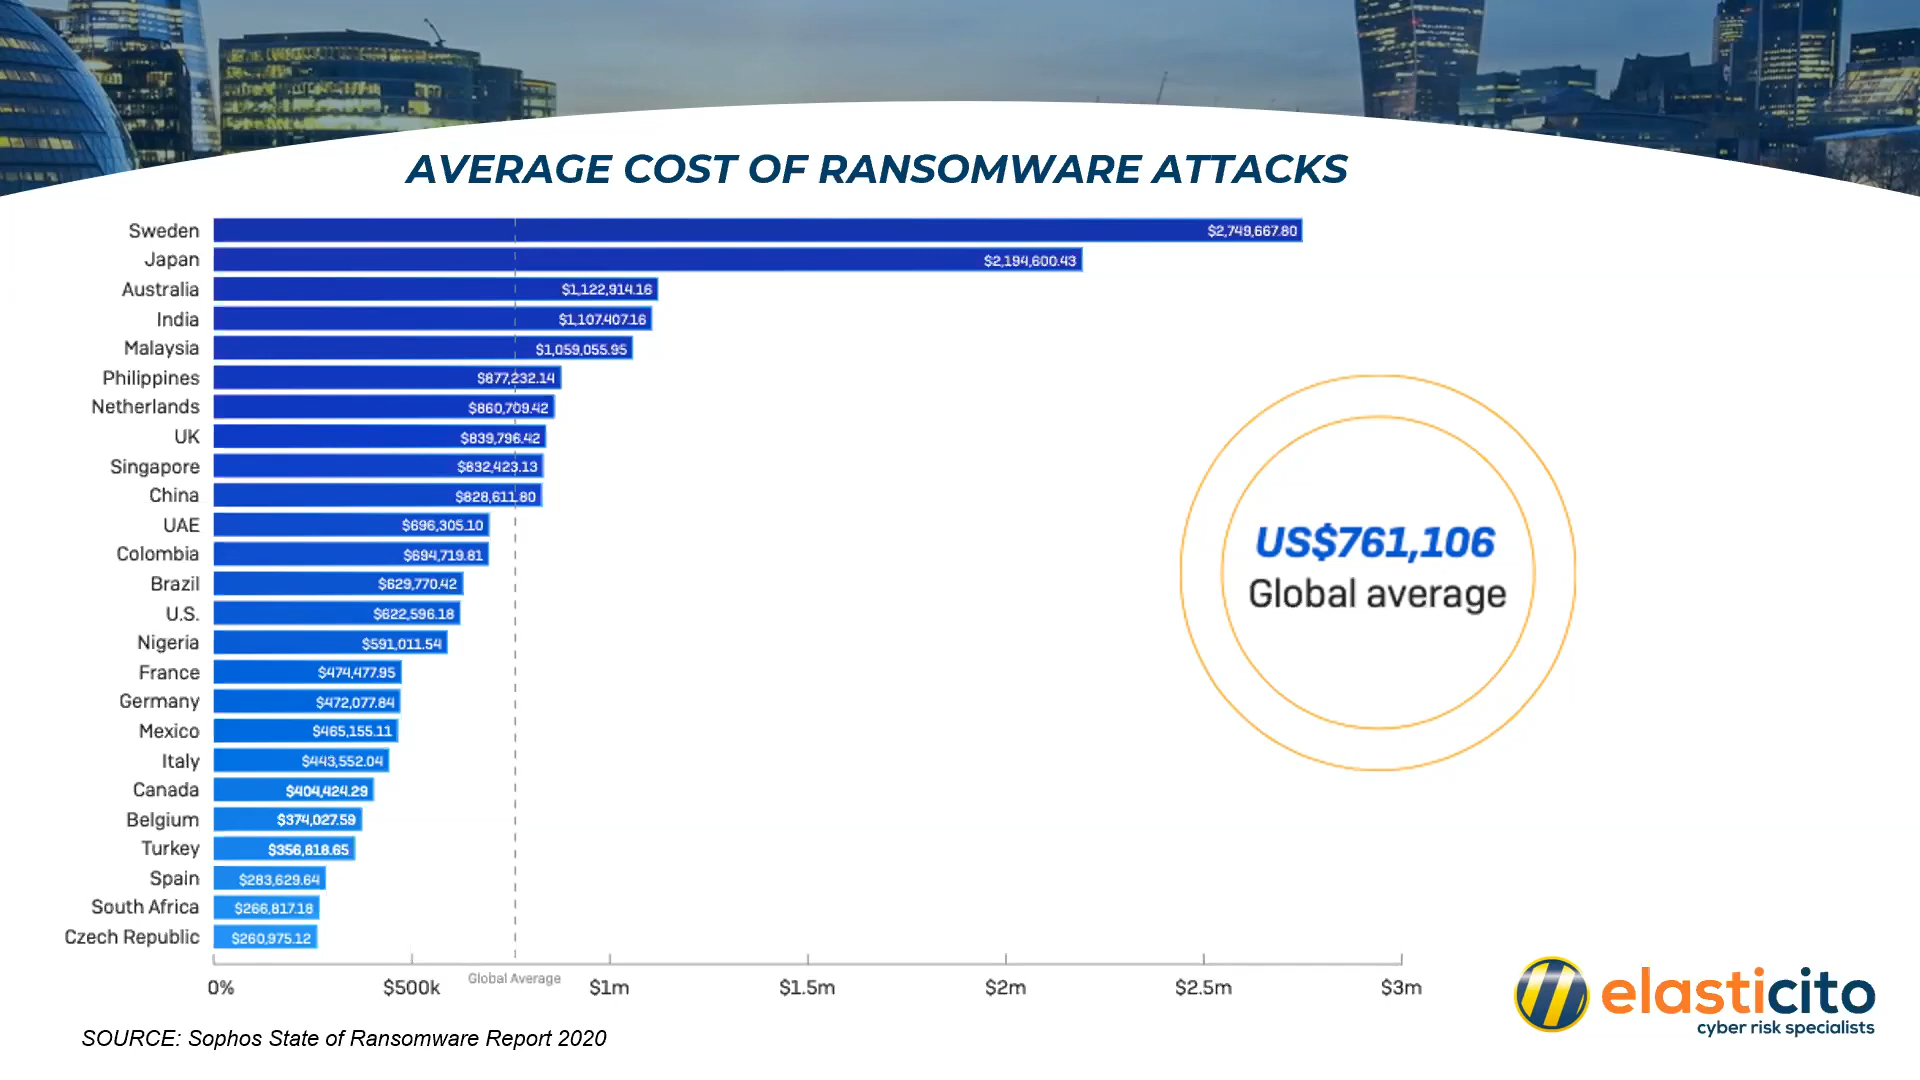 AVERAGE COST OF RANSOMWARE ATTACKS
Sweden $2,749,667.80
Japan $2,194,600.43
Australia $1,122,914.16
India $1,107,407.16
Malaysia $1,059,055.95
Philippines $877,232.14
Netherlands $860,709.42
UK $839,796.42
Singapore $832,423.13
China $828,611.80
UAE $696,305.10
Colombia $694,719.81
Brazil $629,770.42
U.S. $622,596.18
Nigeria $591,011.54
France $474,477.95
Germany $472,077.84
Mexico $465,155.11
Italy $443,552.04
Canada $404,424.29
Belgium $374,027.59
Turkey $356,818.65
Spain $283,629.64
South Africa $266,817.18
Czech Republic $260,975.12
0% $500k Global Average $1m $1.5m $2m $2.5m $3m
US$761,106
Global average
SOURCE: Sophos State of Ransomware Report 2020
elasticito
cyber risk specialists